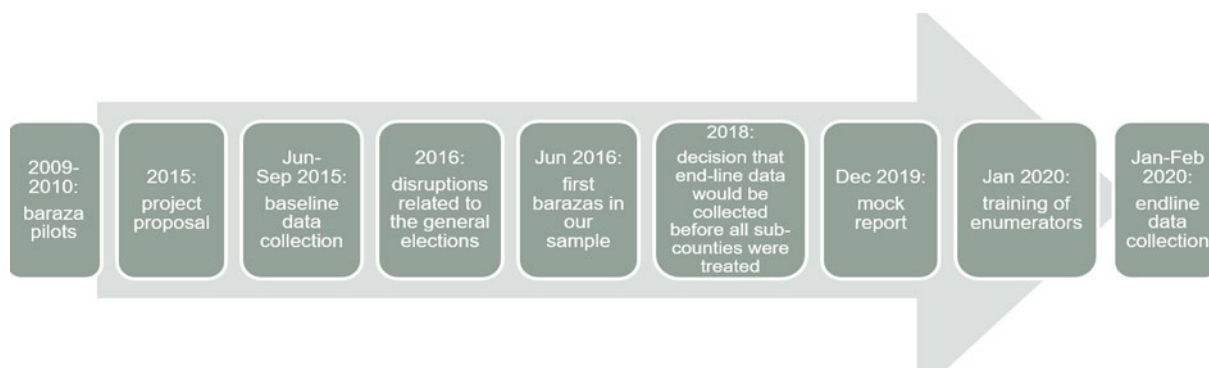 2009-
2010:
baraza
pilots
2015:
project
proposal
Jun-
Sep 2015:
baseline
data
collection
2016:
disruptions
related to
the general
elections
Jun 2016:
first
barazas in
our
sample
2018:
decision that
end-line data
would be
collected
before all sub-
counties were
treated
Dec 2019:
mock
report
Jan 2020:
training of
enumerators
Jan-Feb
2020:
endline
data
collection